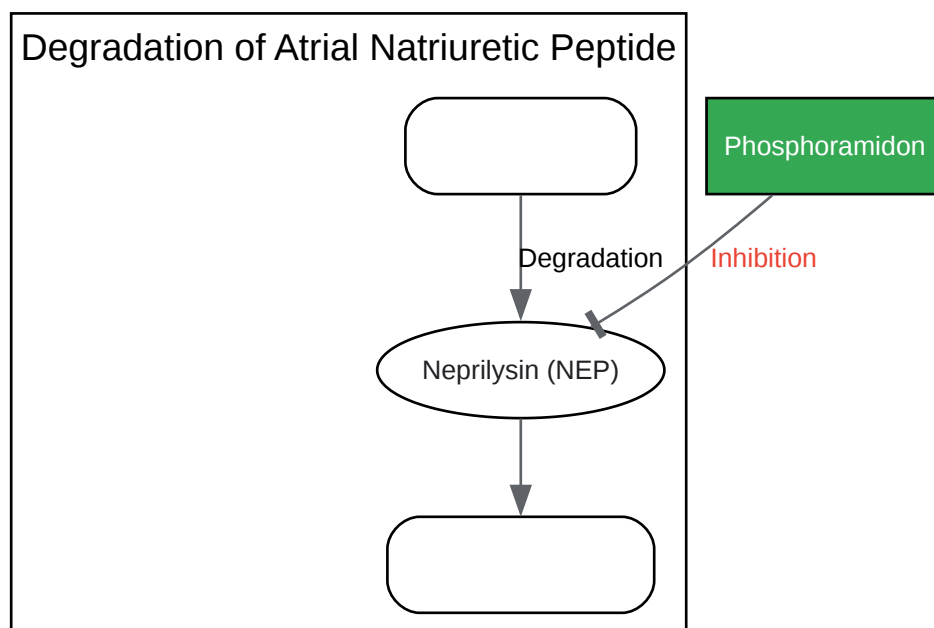 Degradation of Atrial Natriuretic Peptide
Phosphoramidon
Degradation
Inhibition
Neprilysin (NEP)